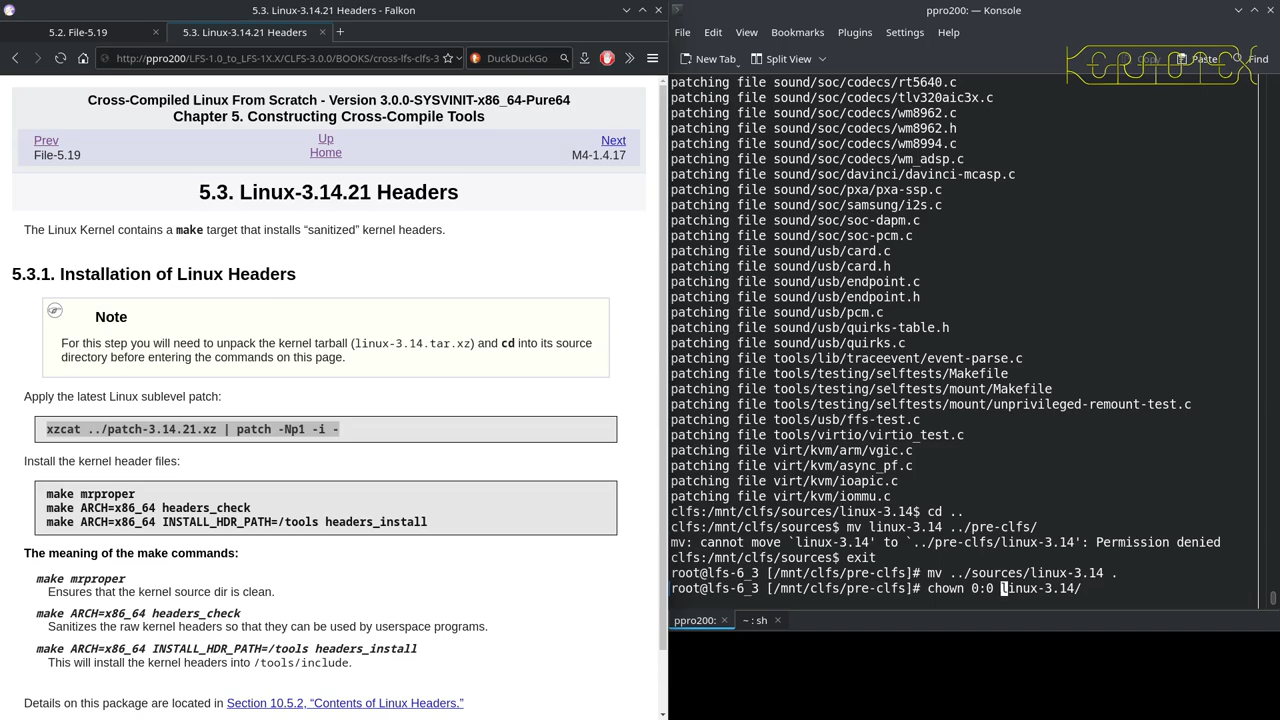 5.3. Linux-3.14.21 Headers - Falkon
5.2. File-5.19
5.3. Linux-3.14.21 Headers
http://ppro200/LFS-1.0_to_LFS-1X.X/CLFS-3.0.0/BOOKS/cross-lfs-clfs-3
DuckDuckGo
Cross-Compiled Linux From Scratch - Version 3.0.0-SYSVINIT-x86_64-Pure64
Chapter 5. Constructing Cross-Compile Tools
Prev
Up
Next
File-5.19
Home
M4-1.4.17
5.3. Linux-3.14.21 Headers
The Linux Kernel contains a make target that installs “sanitized” kernel headers.
5.3.1. Installation of Linux Headers
Note
For this step you will need to unpack the kernel tarball (linux-3.14.tar.xz) and cd into its source
directory before entering the commands on this page.
Apply the latest Linux sublevel patch:
xzcat ../patch-3.14.21.xz | patch -Np1 -i -
Install the kernel header files:
make mrproper
make ARCH=x86_64 headers_check
make ARCH=x86_64 INSTALL_HDR_PATH=/tools headers_install
The meaning of the make commands:
make mrproper
Ensures that the kernel source dir is clean.
make ARCH=x86_64 headers_check
Sanitizes the raw kernel headers so that they can be used by userspace programs.
make ARCH=x86_64 INSTALL_HDR_PATH=/tools headers_install
This will install the kernel headers into /tools/include.
Details on this package are located in Section 10.5.2, “Contents of Linux Headers.”
ppro200: — Konsole
File Edit View Bookmarks Plugins Settings Help
New Tab Split View Copy Paste Find
patching file sound/soc/codecs/rt5640.c
patching file sound/soc/codecs/tlv320aic3x.c
patching file sound/soc/codecs/wm8962.c
patching file sound/soc/codecs/wm8962.h
patching file sound/soc/codecs/wm8994.c
patching file sound/soc/codecs/wm_adsp.c
patching file sound/soc/davinci/davinci-mcasp.c
patching file sound/soc/pxa/pxa-ssp.c
patching file sound/soc/samsung/i2s.c
patching file sound/soc/soc-dapm.c
patching file sound/soc/soc-pcm.c
patching file sound/usb/card.c
patching file sound/usb/card.h
patching file sound/usb/endpoint.c
patching file sound/usb/endpoint.h
patching file sound/usb/pcm.c
patching file sound/usb/quirks-table.h
patching file sound/usb/quirks.c
patching file tools/lib/traceevent/event-parse.c
patching file tools/testing/selftests/Makefile
patching file tools/testing/selftests/mount/Makefile
patching file tools/testing/selftests/mount/unprivileged-remount-test.c
patching file tools/usb/ffs-test.c
patching file tools/virtio/virtio_test.c
patching file virt/kvm/arm/vgic.c
patching file virt/kvm/async_pf.c
patching file virt/kvm/ioapic.c
patching file virt/kvm/iommu.c
clfs:/mnt/clfs/sources/linux-3.14$ cd ..
clfs:/mnt/clfs/sources$ mv linux-3.14 ../pre-clfs/
mv: cannot move `linux-3.14' to `../pre-clfs/linux-3.14': Permission denied
clfs:/mnt/clfs/sources$ exit
root@lfs-6_3 [/mnt/clfs/pre-clfs]# mv ../sources/linux-3.14 .
root@lfs-6_3 [/mnt/clfs/pre-clfs]# chown 0:0 linux-3.14/
ppro200:
~ : sh